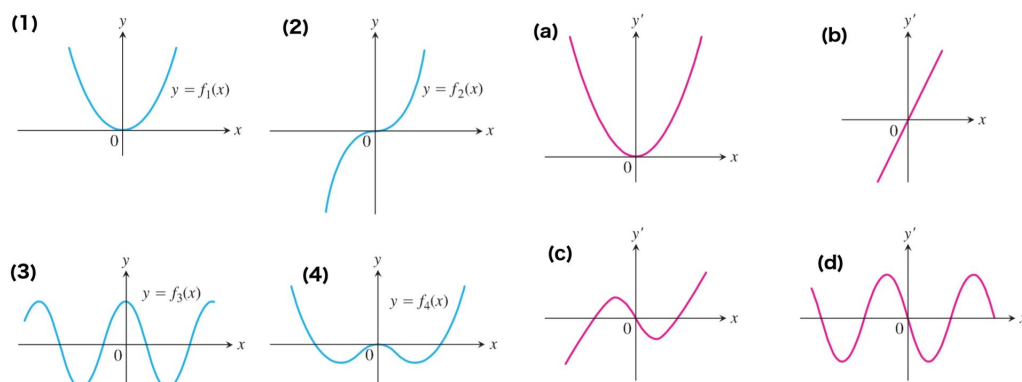 (1)
y
y = f₁(x)
0
x
(2)
y
y = f₂(x)
0
x
(a)
y′
0
x
(b)
y′
0
x
(3)
y
y = f₃(x)
0
x
(4)
y
y = f₄(x)
0
x
(c)
y′
0
x
(d)
y′
0